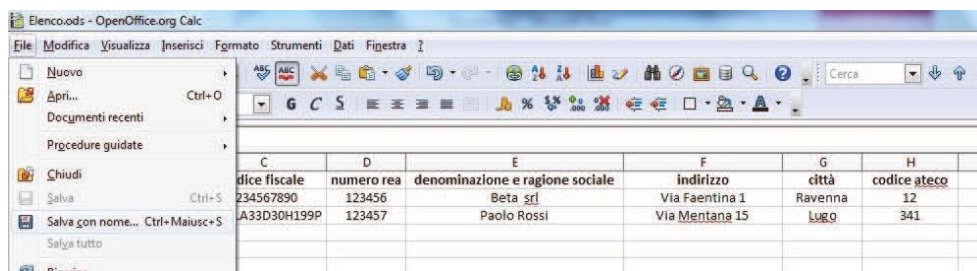 Elenco.ods - OpenOffice.org Calc
File Modifica Visualizza Inserisci Formato Strumenti Dati Finestra ?
Nuovo
Apri... Ctrl+O
Documenti recenti
Procedure guidate
Chiudi
Salva Ctrl+S
Salva con nome... Ctrl+Maiusc+S
Salva tutto
Cerca
G C S
C D E F G H
dice fiscale numero rea denominazione e ragione sociale indirizzo città codice ateco
234567890 123456 Beta srl Via Faentina 1 Ravenna 12
LA33D30H199P 123457 Paolo Rossi Via Mentana 15 Lugo 341